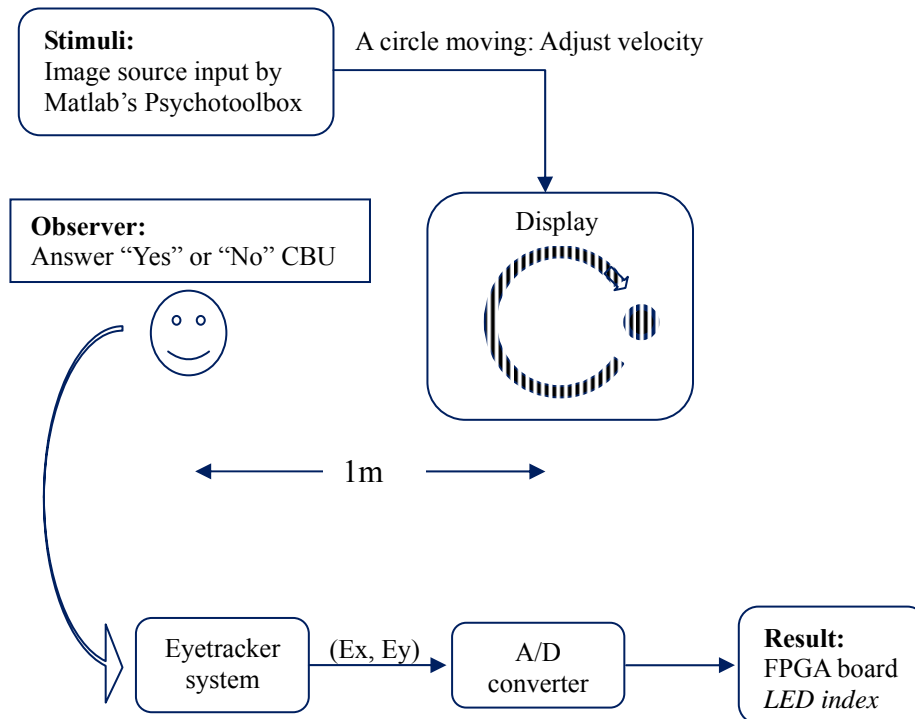 Stimuli:
Image source input by
Matlab’s Psychotoolbox
A circle moving: Adjust velocity
Observer:
Answer “Yes” or “No” CBU
Display
1m
Eyetracker
system
(Ex, Ey)
A/D
converter
Result:
FPGA board
LED index